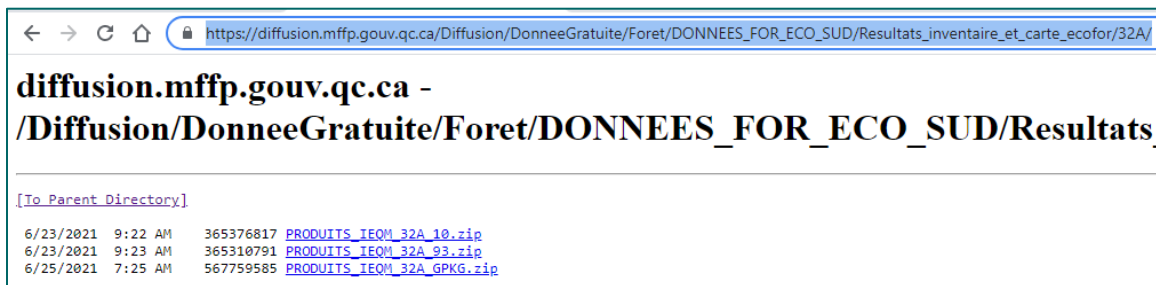 https://diffusion.mffp.gouv.qc.ca/Diffusion/DonneeGratuite/Foret/DONNEES_FOR_ECO_SUD/Resultats_inventaire_et_carte_ecofor/32A/
diffusion.mffp.gouv.qc.ca -
/Diffusion/DonneeGratuite/Foret/DONNEES_FOR_ECO_SUD/Resultats_
[To Parent Directory]
6/23/2021 9:22 AM 365376817 PRODUITS_IEQM_32A_10.zip
6/23/2021 9:23 AM 365310791 PRODUITS_IEQM_32A_93.zip
6/25/2021 7:25 AM 567759585 PRODUITS_IEQM_32A_GPKG.zip